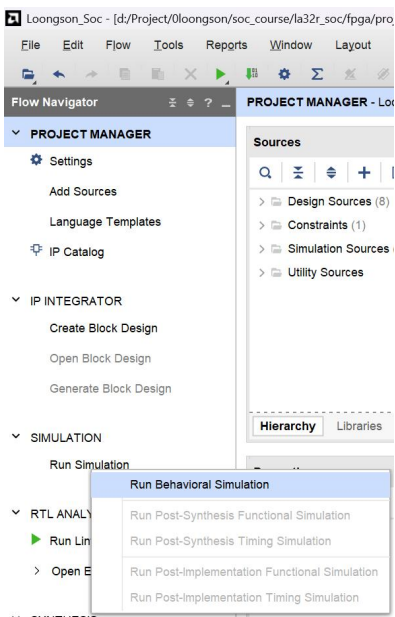 Loongson_Soc - [d:/Project/0loongson/soc_course/la32r_soc/fpga/proj
File Edit Flow Tools Reports Window Layout
Flow Navigator
PROJECT MANAGER - Loo
PROJECT MANAGER
Settings
Add Sources
Language Templates
IP Catalog
Sources
Design Sources (8)
Constraints (1)
Simulation Sources (
Utility Sources
Hierarchy Libraries
IP INTEGRATOR
Create Block Design
Open Block Design
Generate Block Design
SIMULATION
Run Simulation
Run Behavioral Simulation
Run Post-Synthesis Functional Simulation
Run Post-Synthesis Timing Simulation
Run Post-Implementation Functional Simulation
Run Post-Implementation Timing Simulation
RTL ANALY
Run Lin
Open E